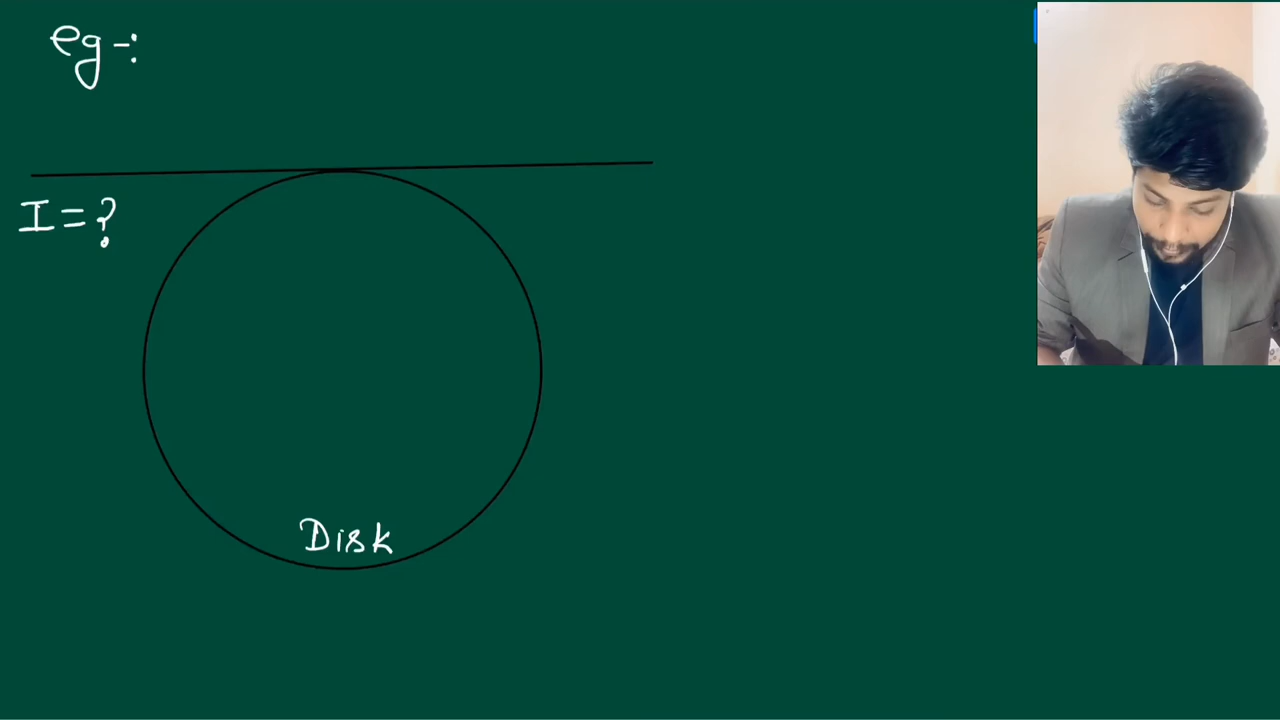 eg -:
I = ?
Disk